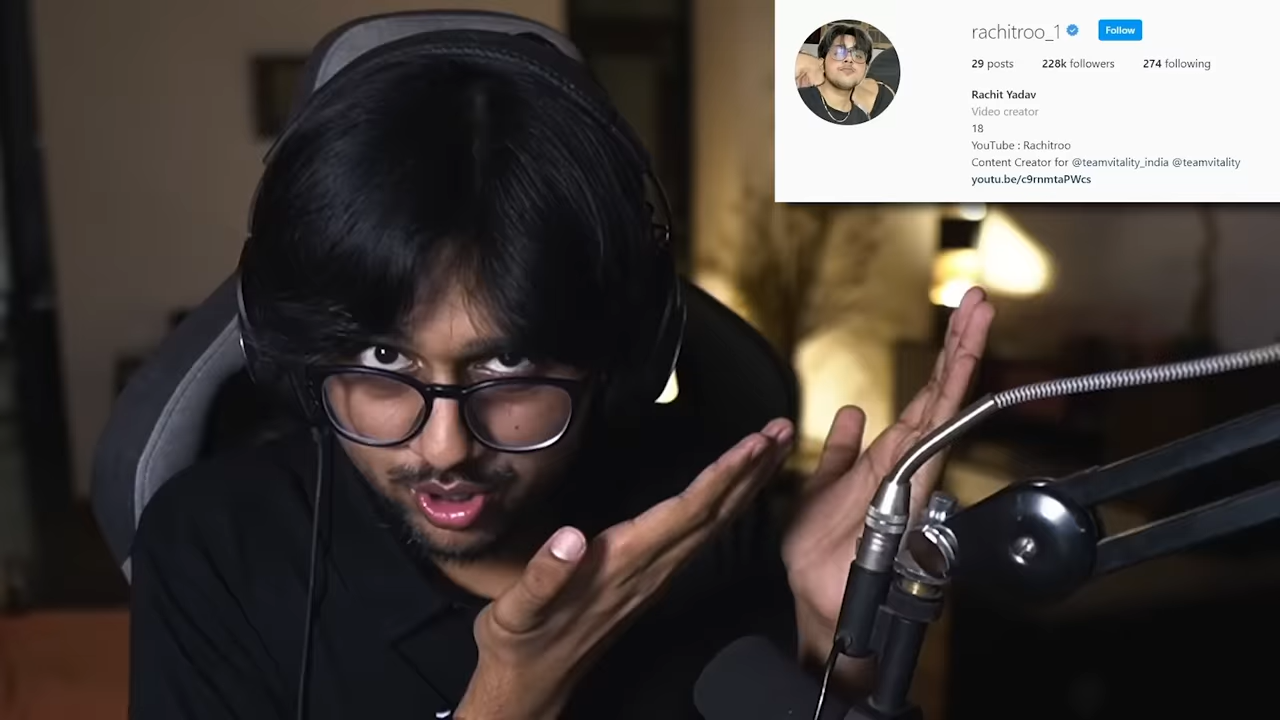 rachitroo_1 Follow
29 posts 228k followers 274 following
Rachit Yadav
Video creator
18
YouTube : Rachitroo
Content Creator for @teamvitality_india @teamvitality
youtu.be/c9rnmtaPWcs